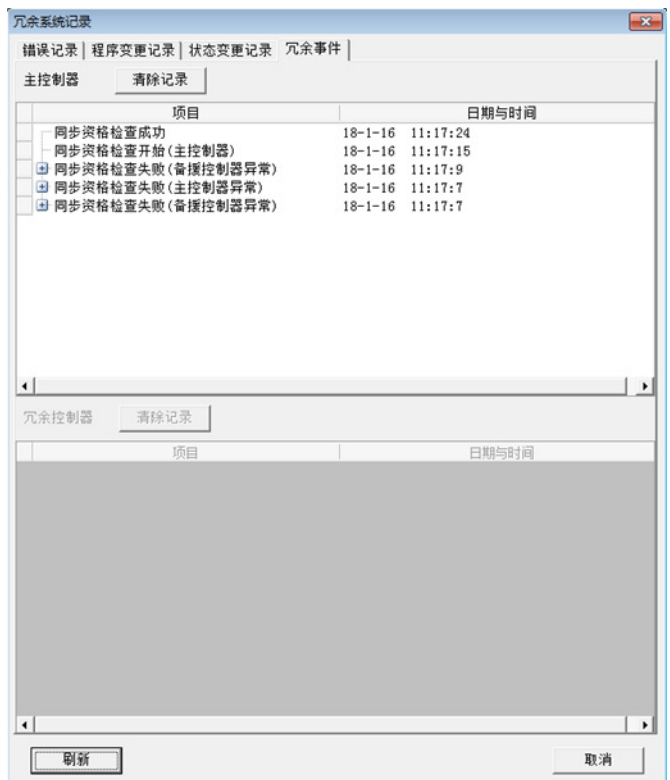 冗余系统记录
错误记录 程序变更记录 状态变更记录 冗余事件
主控制器 清除记录
项目 日期与时间
同步资格检查成功 18-1-16 11:17:24
同步资格检查开始(主控制器) 18-1-16 11:17:15
同步资格检查失败(备援控制器异常) 18-1-16 11:17:9
同步资格检查失败(主控制器异常) 18-1-16 11:17:7
同步资格检查失败(备援控制器异常) 18-1-16 11:17:7
冗余控制器 清除记录
项目 日期与时间
刷新 取消